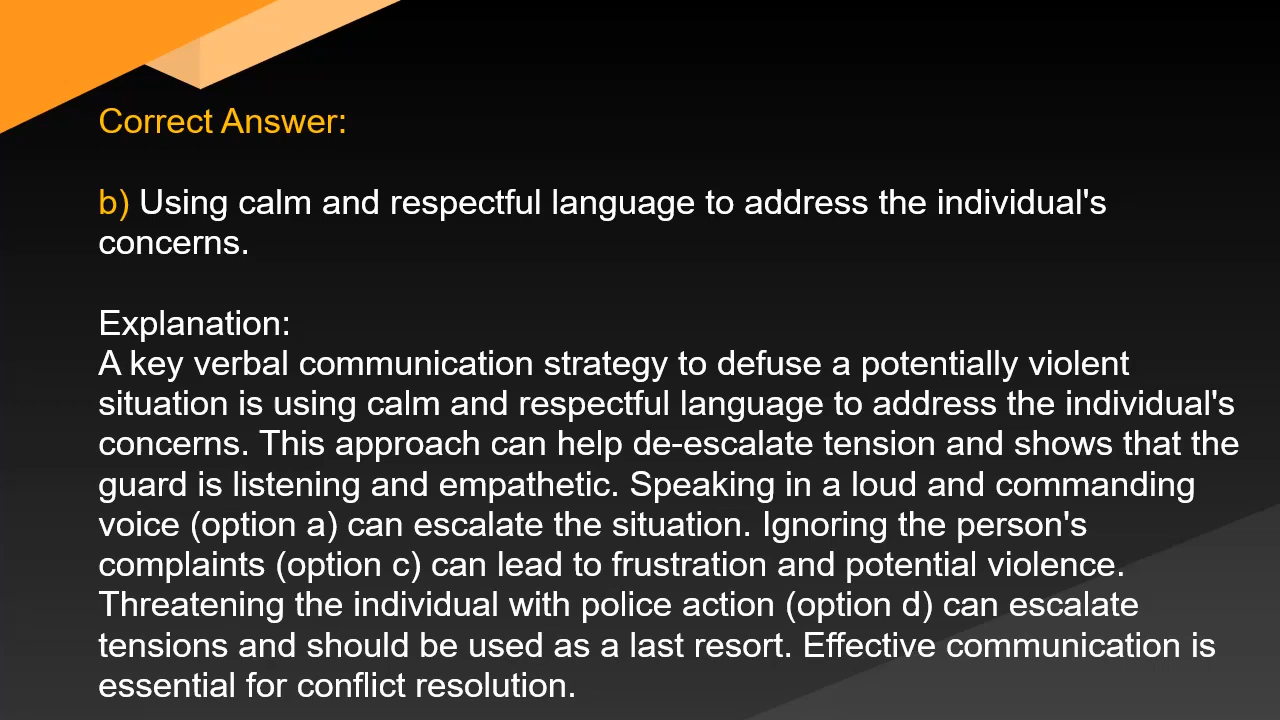 Correct Answer:
b) Using calm and respectful language to address the individual's
concerns.
Explanation:
A key verbal communication strategy to defuse a potentially violent
situation is using calm and respectful language to address the individual's
concerns. This approach can help de-escalate tension and shows that the
guard is listening and empathetic. Speaking in a loud and commanding
voice (option a) can escalate the situation. Ignoring the person's
complaints (option c) can lead to frustration and potential violence.
Threatening the individual with police action (option d) can escalate
tensions and should be used as a last resort. Effective communication is
essential for conflict resolution.